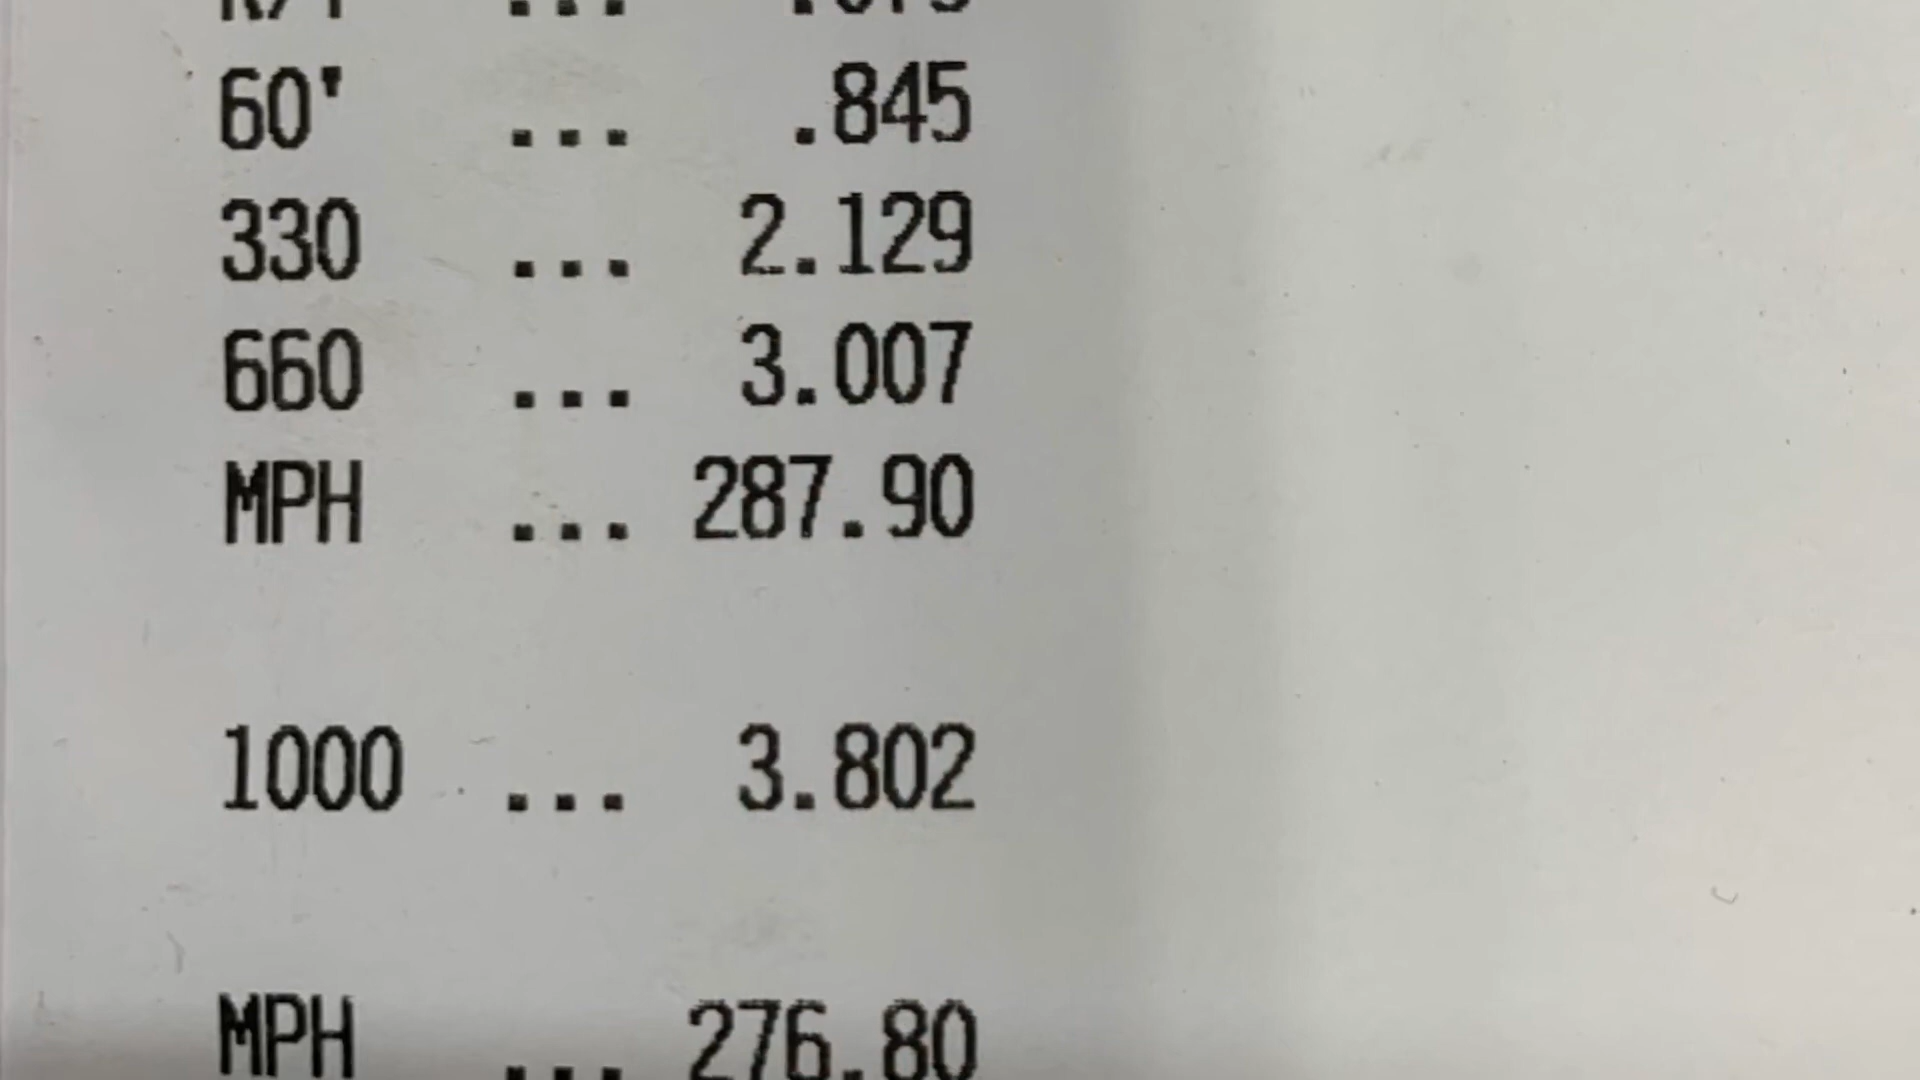 60' ... .845
330 ... 2.129
660 ... 3.007
MPH ... 287.90
1000 ... 3.802
MPH ... 276.80